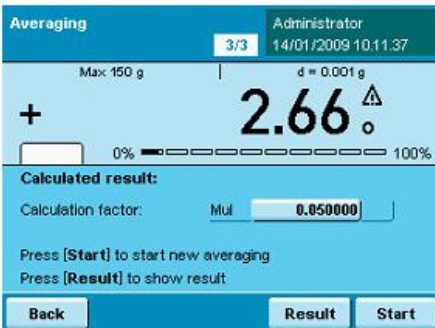 Averaging
3/3
Administrator
14/01/2009 10.11.37
Max 150 g
d = 0.001 g
+ 2.66
0% 100%
Calculated result:
Calculation factor: Mul 0.050000
Press [Start] to start new averaging
Press [Result] to show result
Back Result Start